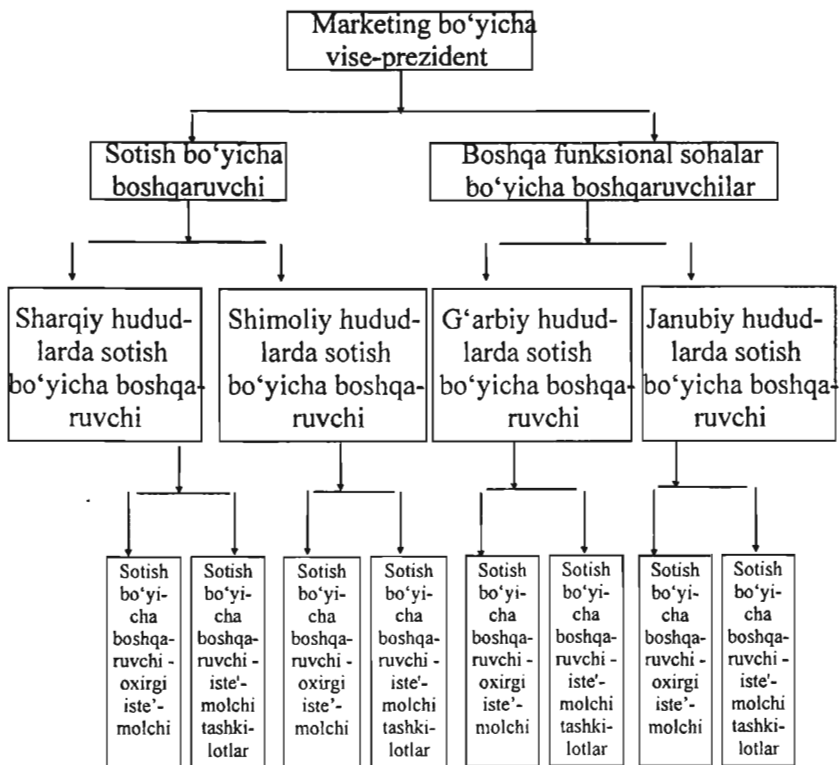 Marketing bo‘yicha
vise-prezident
Sotish bo‘yicha
boshqaruvchi
Boshqa funksional sohalar
bo‘yicha boshqaruvchilar
Sharqiy hudud-
larda sotish
bo‘yicha boshqa-
ruvchi
Shimoliy hudud-
larda sotish
bo‘yicha boshqa-
ruvchi
G‘arbiy hudud-
larda sotish
bo‘yicha boshqa-
ruvchi
Janubiy hudud-
larda sotish
bo‘yicha boshqa-
ruvchi
Sotish
bo‘yi-
cha
boshqa-
ruvchi -
oxirgi
iste’-
molchi
Sotish
bo‘yi-
cha
boshqa-
ruvchi -
iste'-
molchi
tashki-
lotlar
Sotish
bo‘yi-
cha
boshqa-
ruvchi -
oxirgi
iste’-
molchi
Sotish
bo‘yi-
cha
boshqa-
ruvchi -
iste'-
molchi
tashki-
lotlar
Sotish
bo‘yi-
cha
boshqa-
ruvchi -
oxirgi
iste’-
molchi
Sotish
bo‘yi-
cha
boshqa-
ruvchi -
iste'-
molchi
tashki-
lotlar
Sotish
bo‘yi-
cha
boshqa-
ruvchi -
oxirgi
iste’-
molchi
Sotish
bo‘yi-
cha
boshqa-
ruvchi -
iste'-
molchi
tashki-
lotlar